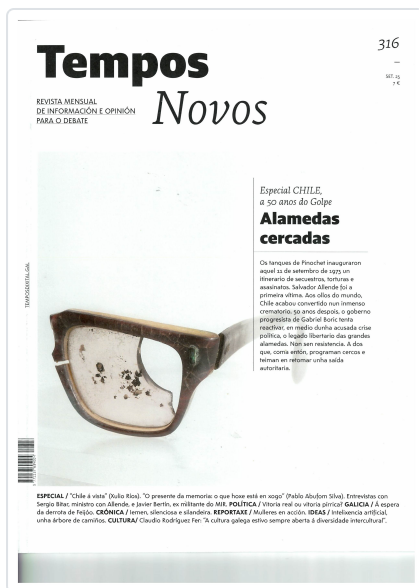 316
–
SET. 23
7 €
Tempos
Novos
REVISTA MENSUAL
DE INFORMACIÓN E OPINIÓN
PARA O DEBATE
Especial CHILE,
a 50 anos do Golpe
Alamedas
cercadas
Os tanques de Pinochet inauguraron
aquel 11 de setembro de 1973 un
itinerario de secuestros, torturas e
asasinatos. Salvador Allende foi a
primeira vítima. Aos ollos do mundo,
Chile acabou convertido nun inmenso
crematorio. 50 anos despois, o goberno
progresista de Gabriel Boric tenta
reactivar, en medio dunha acusada crise
política, o legado libertario das grandes
alamedas. Non sen resistencia. A dos
que, coma entón, programan cercos e
teiman en retomar unha saída
autoritaria.
TEMPOSDIXITAL.GAL
ESPECIAL / "Chile á vista" (Xulio Ríos). "O presente da memoria: o que hoxe está en xogo" (Pablo Abufom Silva). Entrevistas con
Sergio Bitar, ministro con Allende, e Javier Bertín, ex militante do MIR. POLÍTICA / Vitoria real ou vitoria pírrica? GALICIA / Á espera
da derrota de Feijóo. CRÓNICA / Iemen, silenciosa e silandeira. REPORTAXE / Mulleres en acción. IDEAS / Intelixencia artificial,
unha árbore de camiños. CULTURA/ Claudio Rodríguez Fer: "A cultura galega estivo sempre aberta á diversidade intercultural".